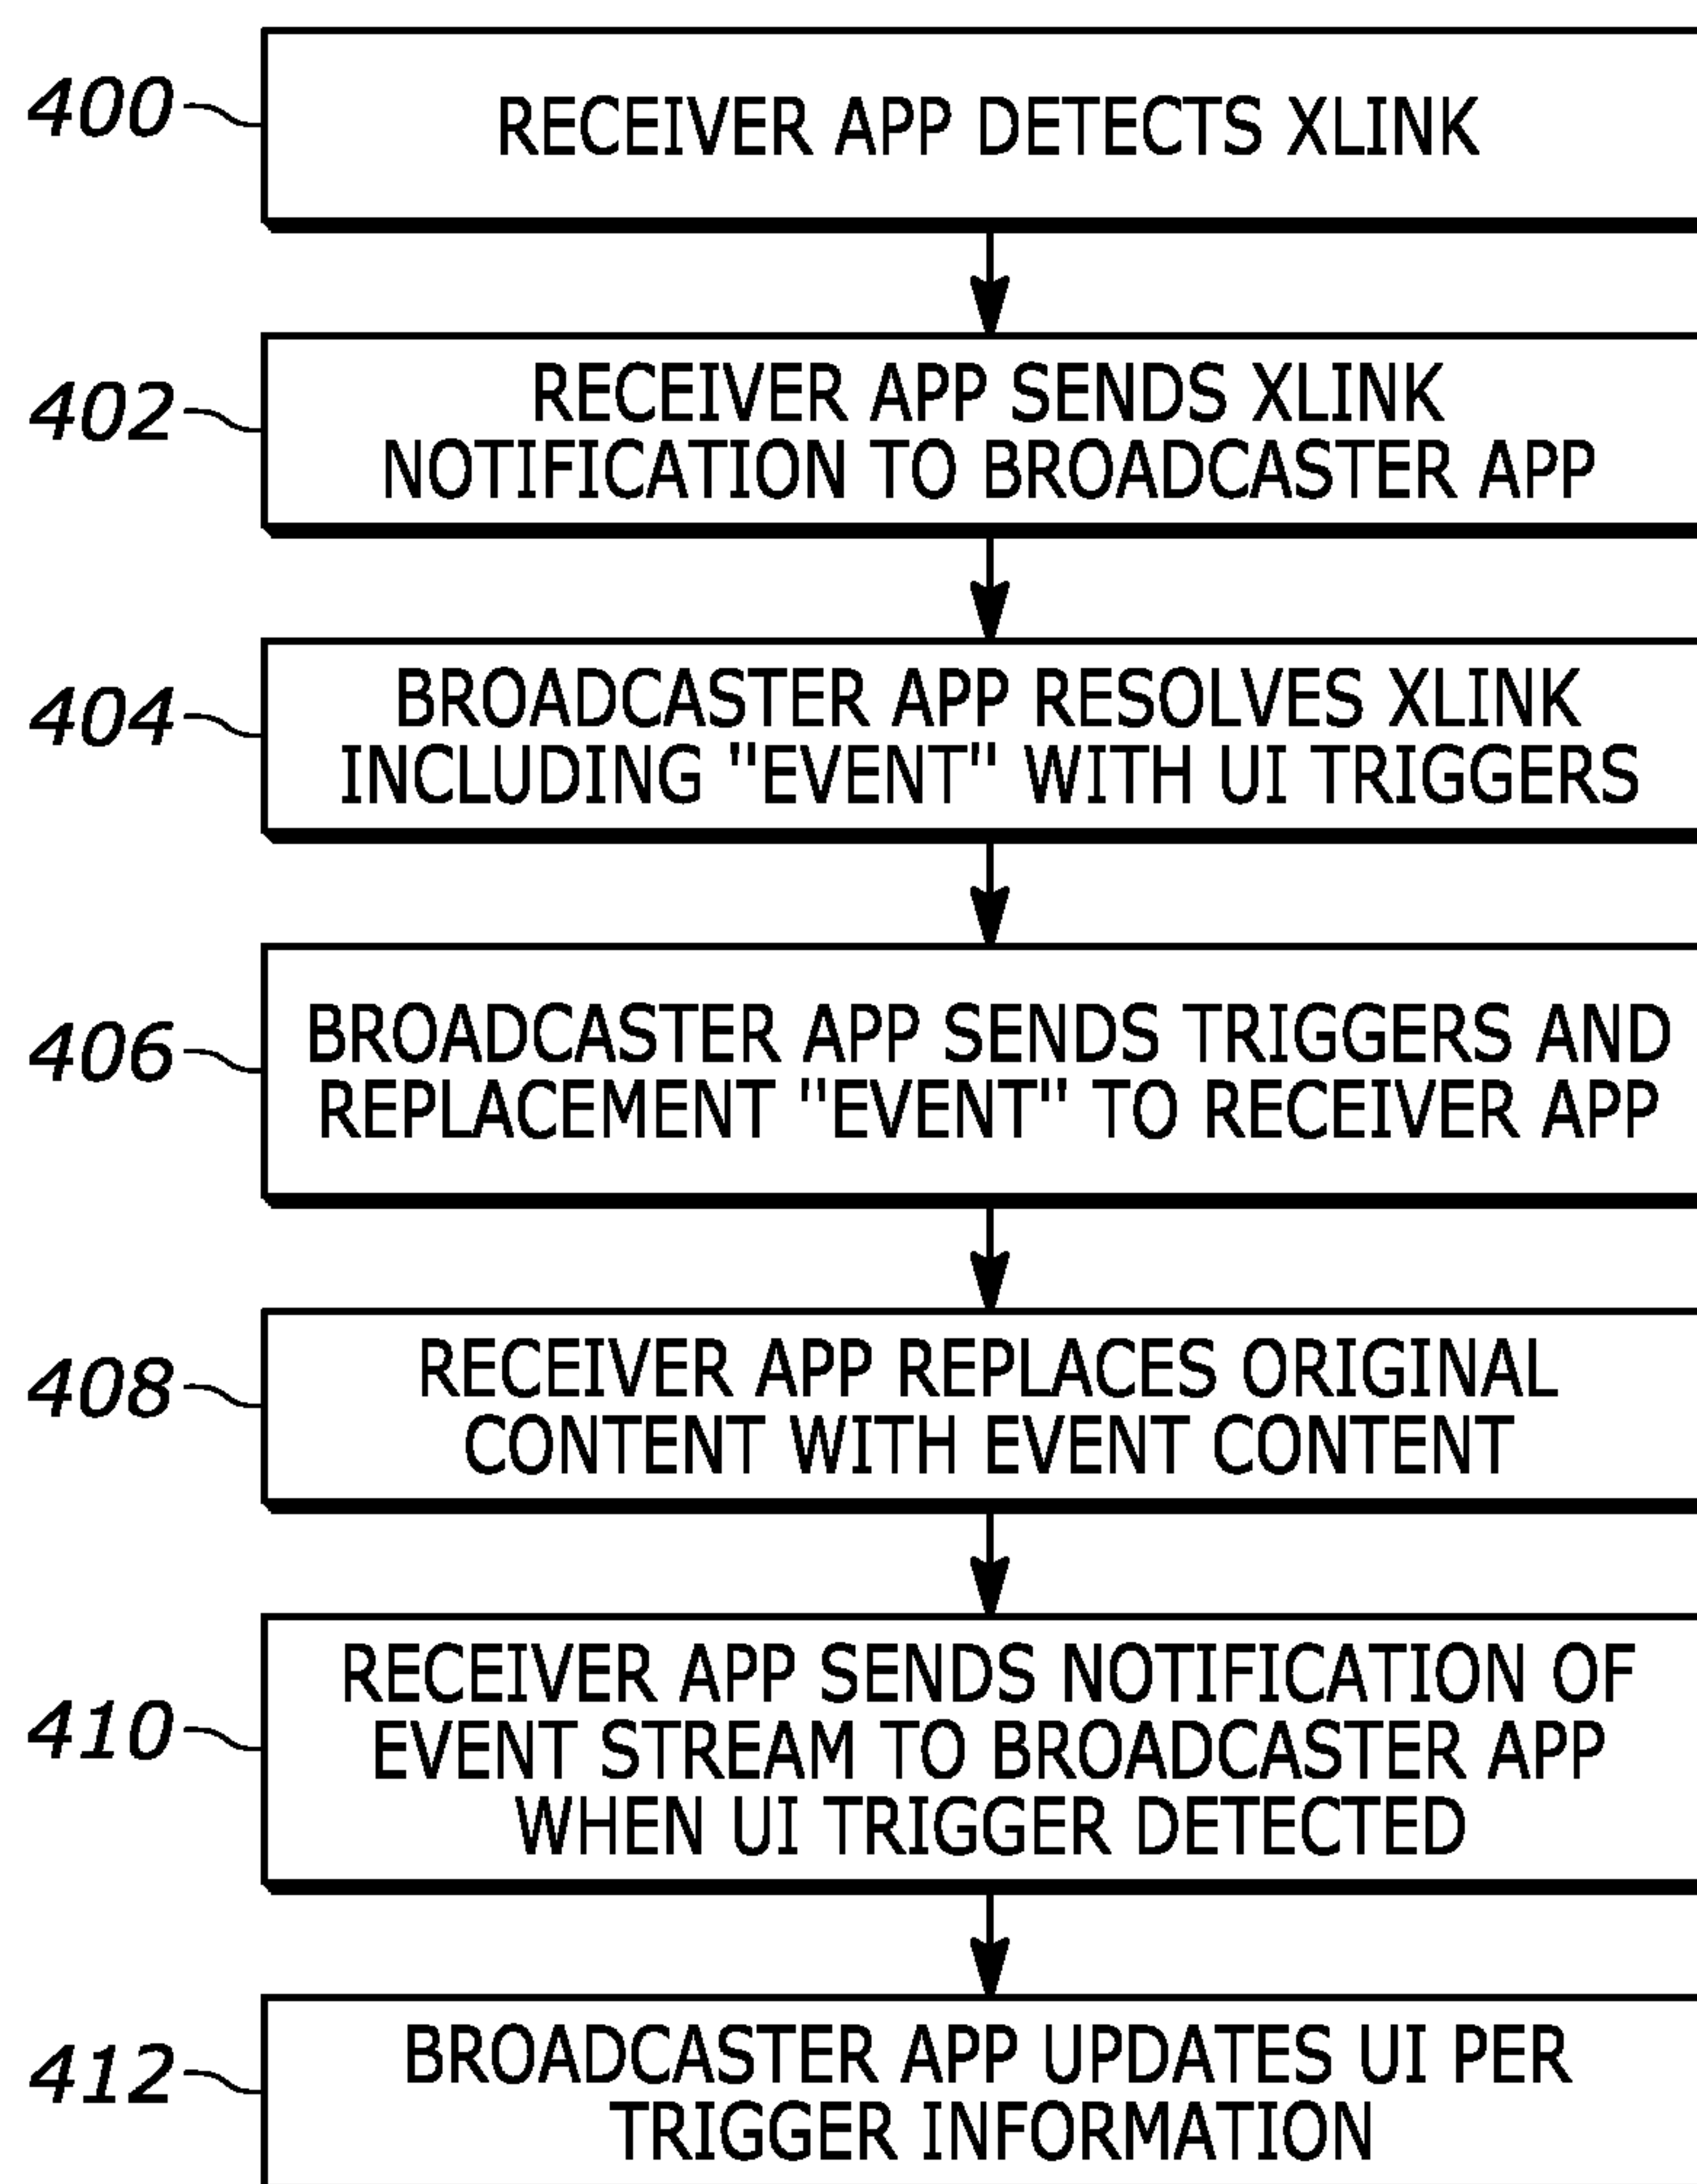 400
RECEIVER APP DETECTS XLINK
402
RECEIVER APP SENDS XLINK
NOTIFICATION TO BROADCASTER APP
404
BROADCASTER APP RESOLVES XLINK
INCLUDING "EVENT" WITH UI TRIGGERS
406
BROADCASTER APP SENDS TRIGGERS AND
REPLACEMENT "EVENT" TO RECEIVER APP
408
RECEIVER APP REPLACES ORIGINAL
CONTENT WITH EVENT CONTENT
410
RECEIVER APP SENDS NOTIFICATION OF
EVENT STREAM TO BROADCASTER APP
WHEN UI TRIGGER DETECTED
412
BROADCASTER APP UPDATES UI PER
TRIGGER INFORMATION